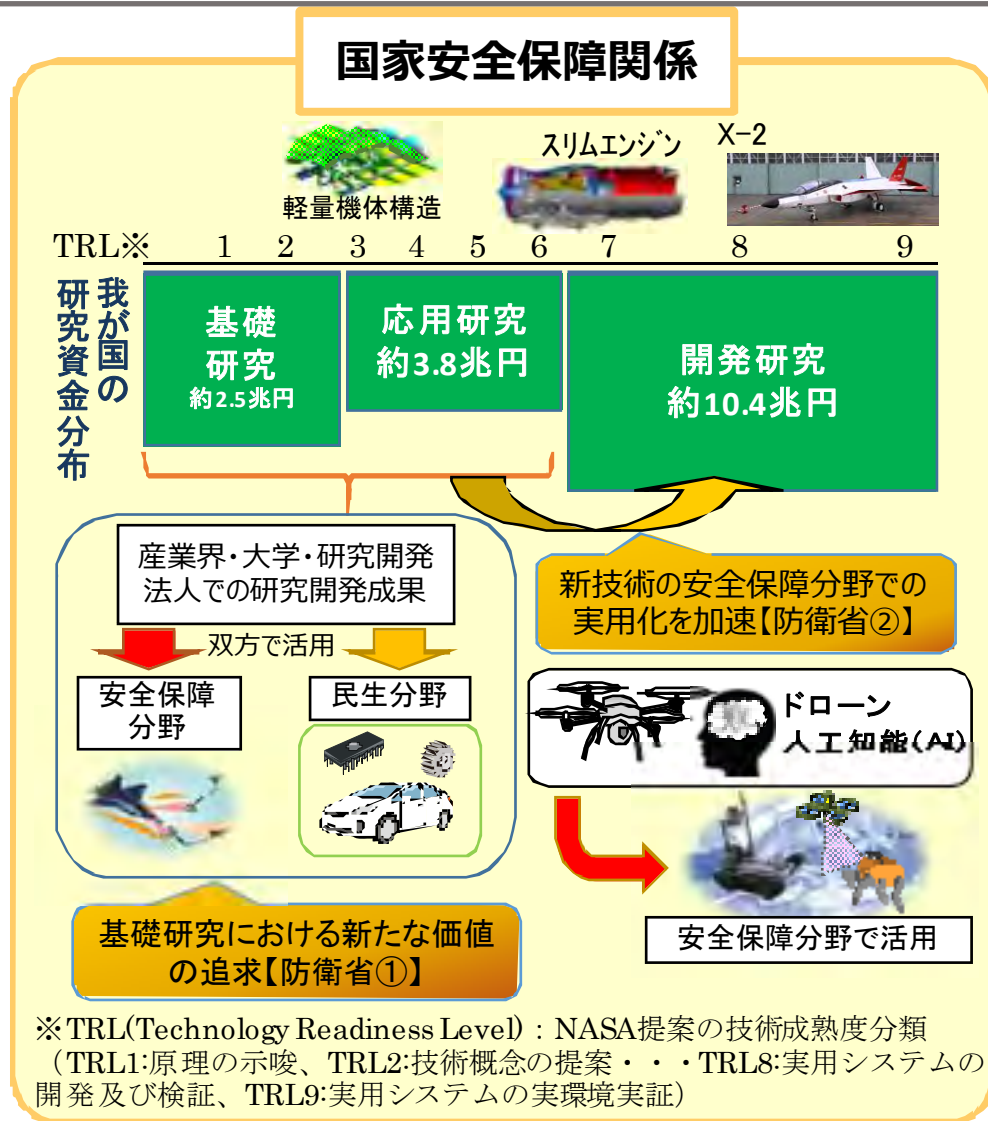 国家安全保障関係
軽量機体構造
スリムエンジン
X-2
TRL※ 1 2 3 4 5 6 7 8 9
我が国の
研究資金分布
基礎
研究
約2.5兆円
応用研究
約3.8兆円
開発研究
約10.4兆円
産業界・大学・研究開発
法人での研究開発成果
双方で活用
安全保障
分野
民生分野
新技術の安全保障分野での
実用化を加速【防衛省②】
ドローン
人工知能(AI)
安全保障分野で活用
基礎研究における新たな価値
の追求【防衛省①】
※TRL(Technology Readiness Level)：NASA提案の技術成熟度分類
（TRL1:原理の示唆、TRL2:技術概念の提案・・・TRL8:実用システムの
開発及び検証、TRL9:実用システムの実環境実証）